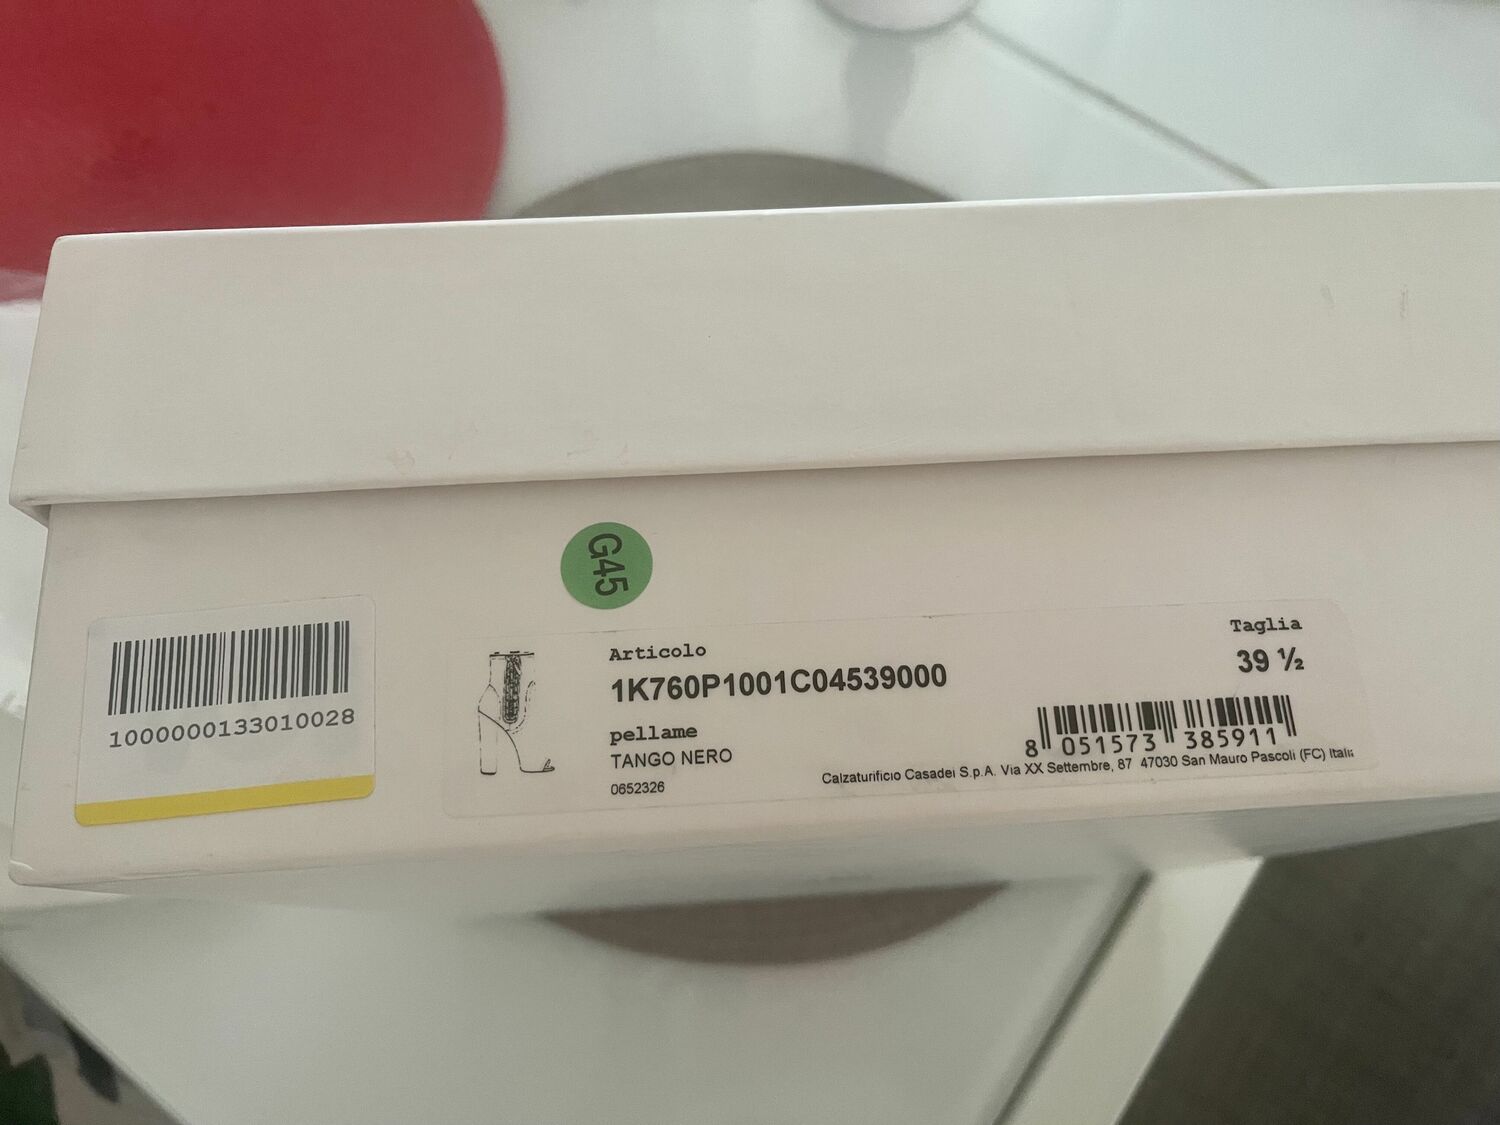 G45
1000000133010028
Articolo
1K760P1001C04539000
pellame
TANGO NERO
0652326
Taglia
39 ½
8 051573 385911
Calzaturificio Casadei S.p.A. Via XX Settembre, 87 47030 San Mauro Pascoli (FC) Itali